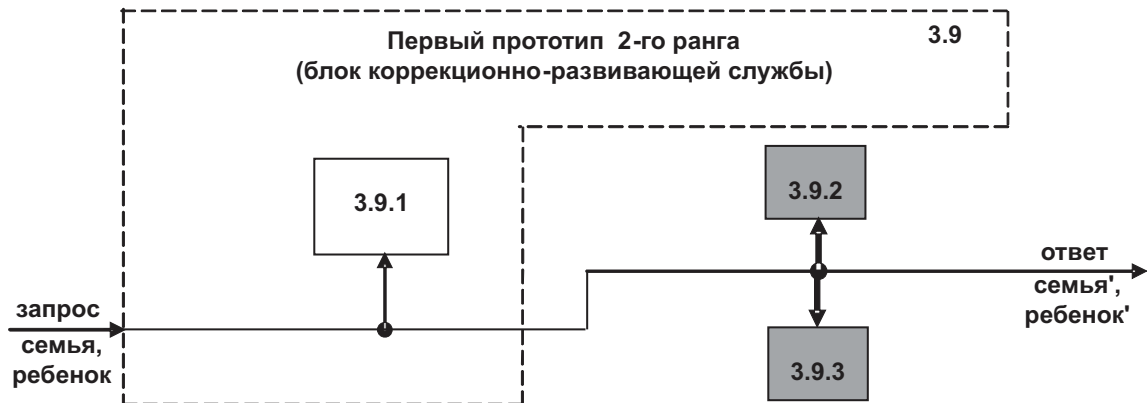 Первый прототип 2-го ранга
3.9
(блок коррекционно-развивающей службы)
3.9.1
3.9.2
запрос
семья,
ребенок
ответ
семья',
ребенок'
3.9.3